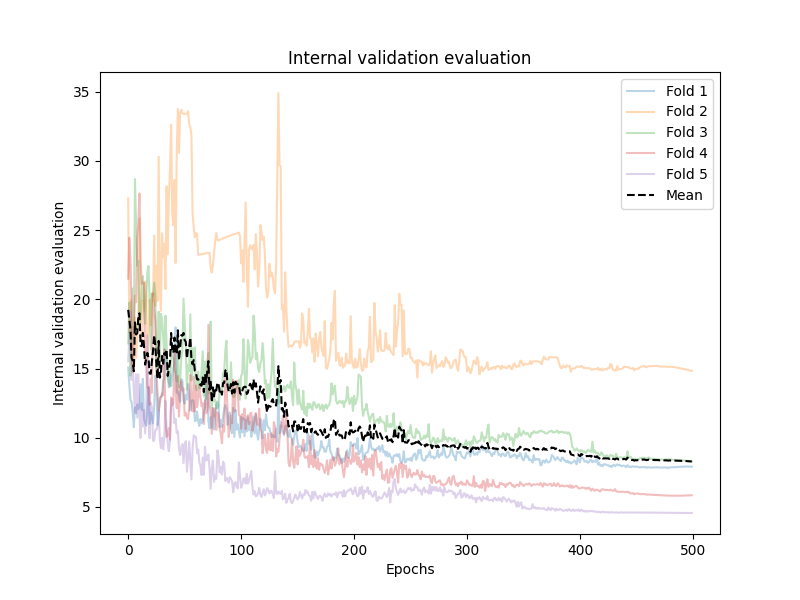 Internal validation evaluation
Internal validation evaluation
35
30
25
20
15
10
5
0
100
200
300
400
500
Epochs
Fold 1
Fold 2
Fold 3
Fold 4
Fold 5
Mean